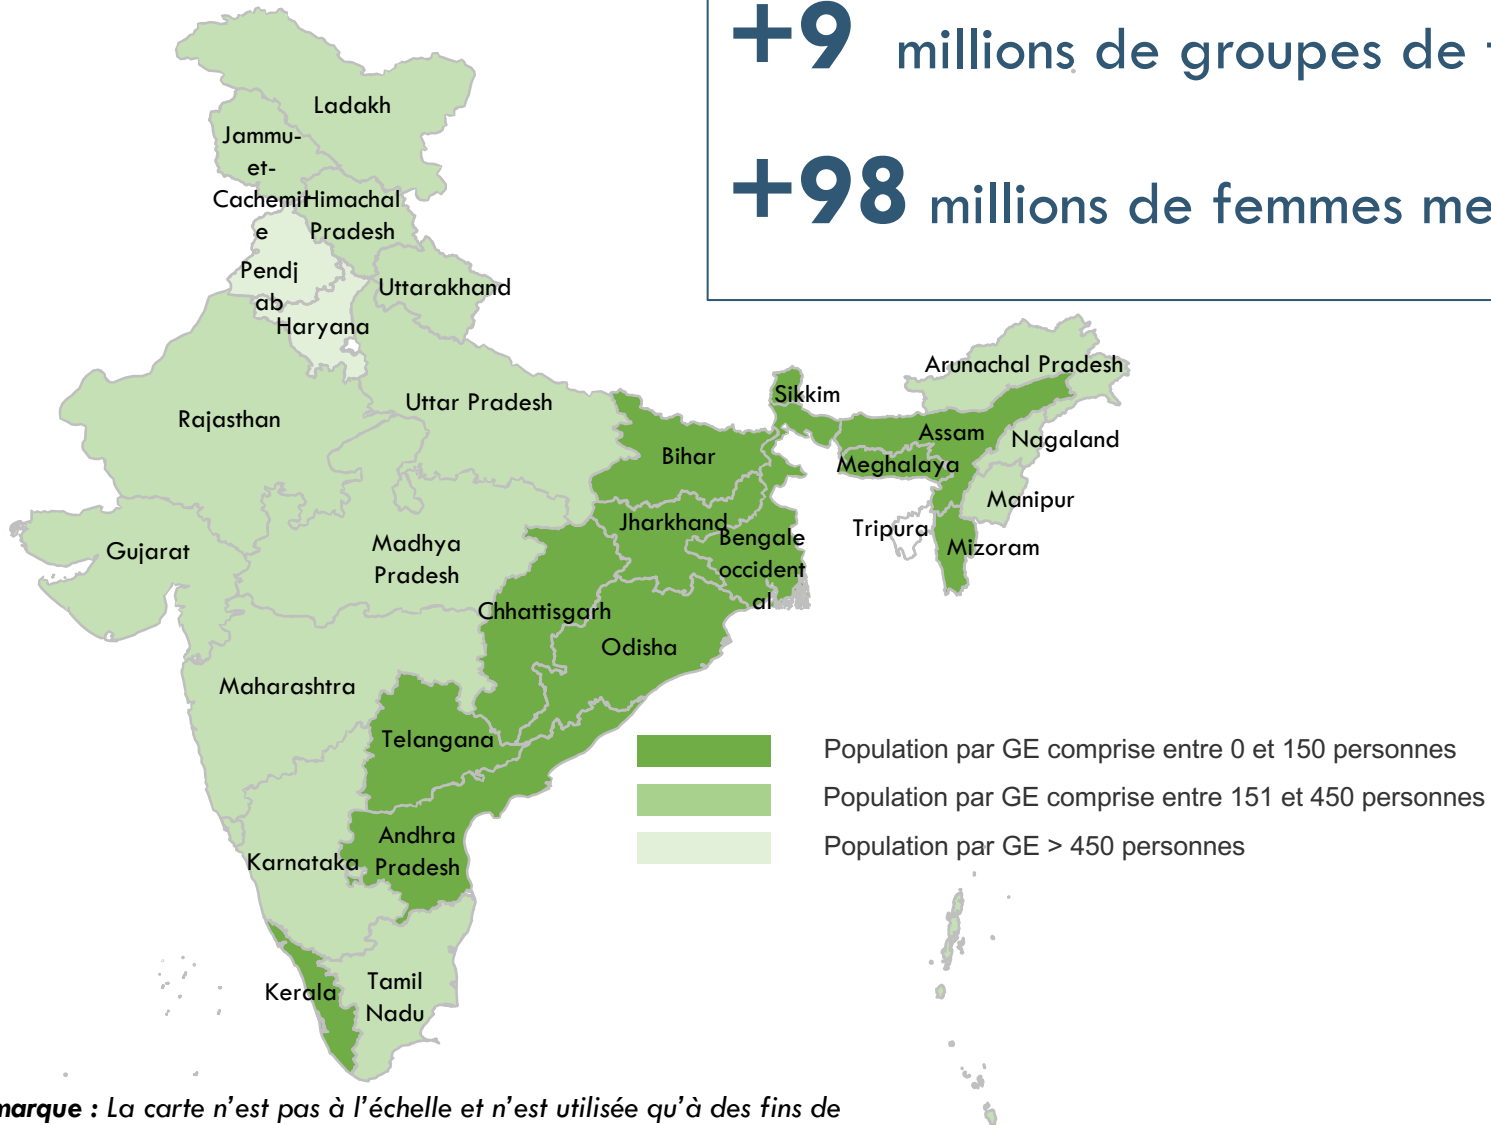 +9 millions de groupes de
+98 millions de femmes
Ladakh
Jammu-
et-
Cachemir
e
Himachal
Pradesh
Pendj
ab
Uttarakhand
Haryana
Arunachal Pradesh
Sikkim
Rajasthan
Uttar Pradesh
Assam
Nagaland
Bihar
Meghalaya
Manipur
Jharkhand
Tripura
Bengale
occident
al
Mizoram
Gujarat
Madhya
Pradesh
Chhattisgarh
Odisha
Maharashtra
Telangana
Population par GE comprise entre 0 et 150 personnes
Population par GE comprise entre 151 et 450 personnes
Population par GE > 450 personnes
Andhra
Pradesh
Karnataka
Kerala
Tamil
Nadu
marque : La carte n’est pas à l’échelle et n’est utilisée qu’à des fins de